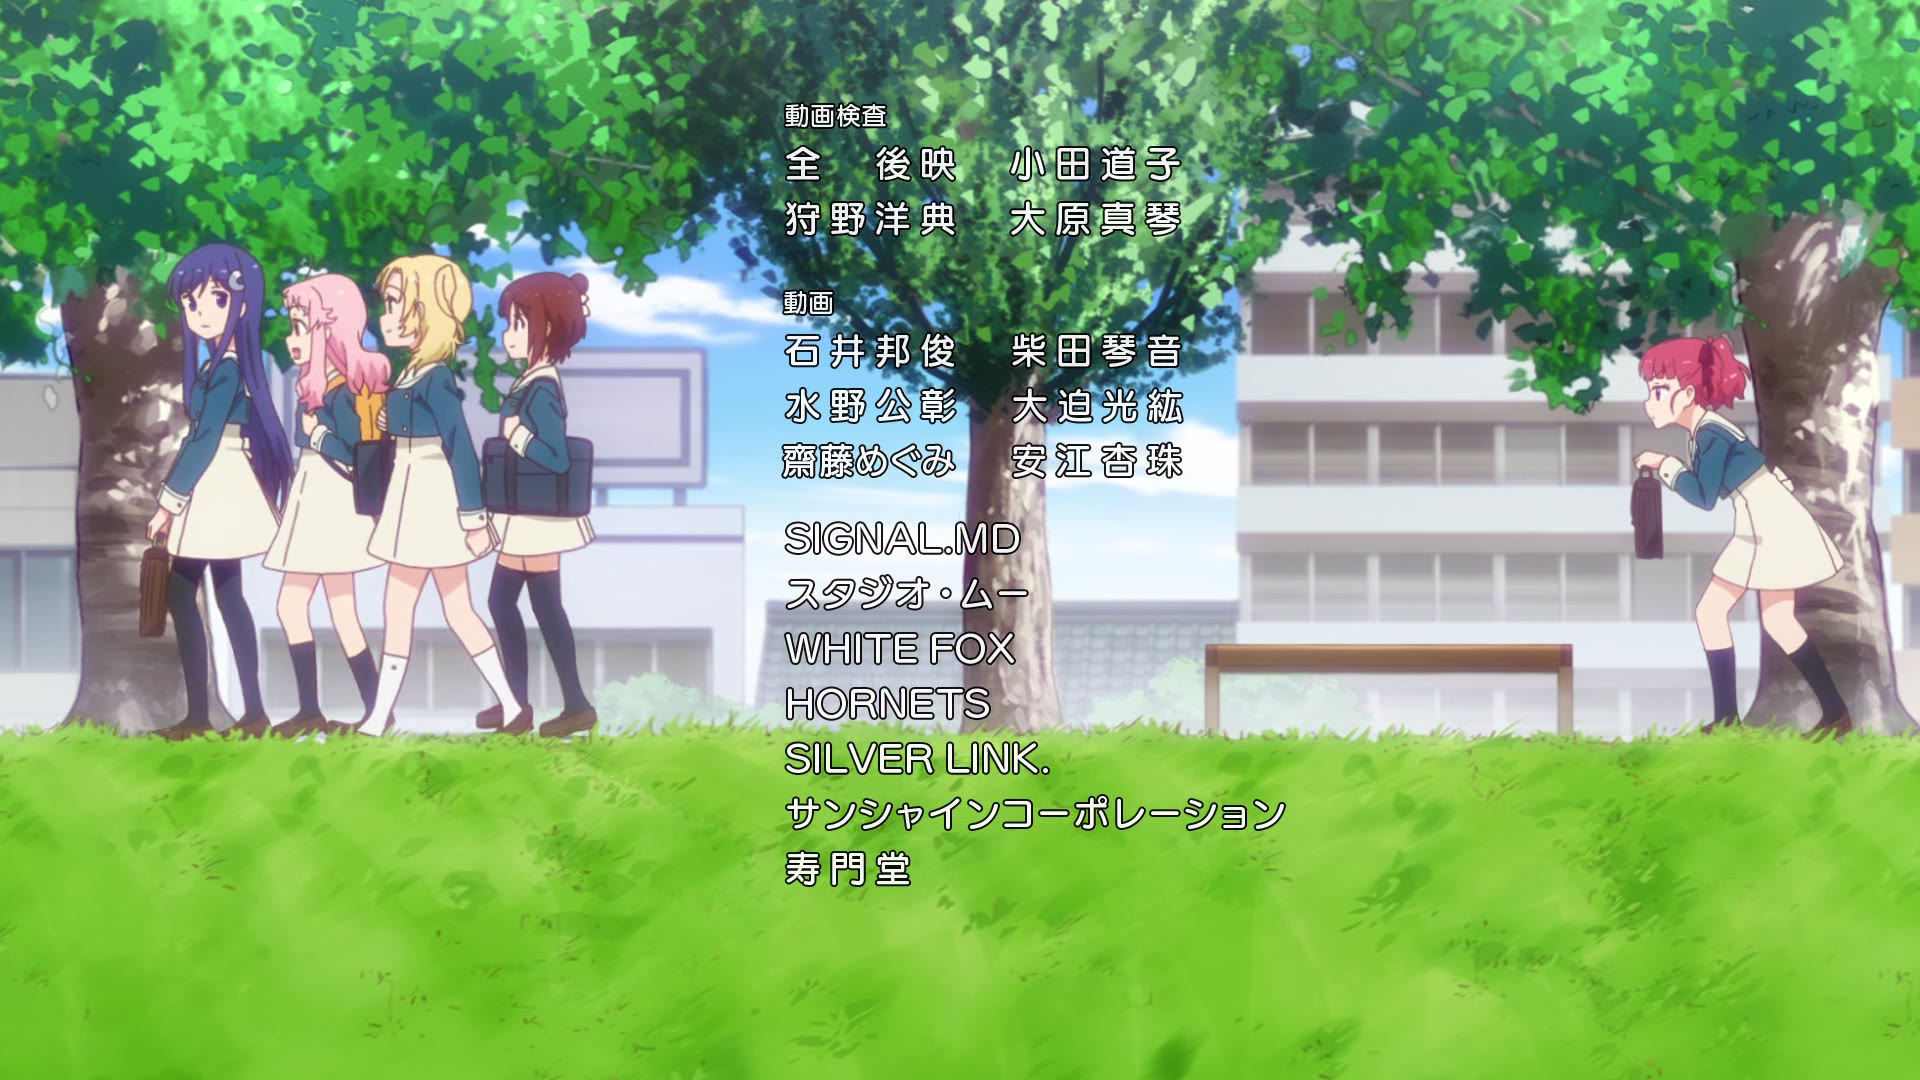 動画検査
全　後映　小田道子
狩野洋典　大原真琴
動画
石井邦俊　柴田琴音
水野公彰　大迫光紘
齋藤めぐみ　安江杏珠
SIGNAL.MD
スタジオ・ムー
WHITE FOX
HORNETS
SILVER LINK.
サンシャインコーポレーション
寿門堂